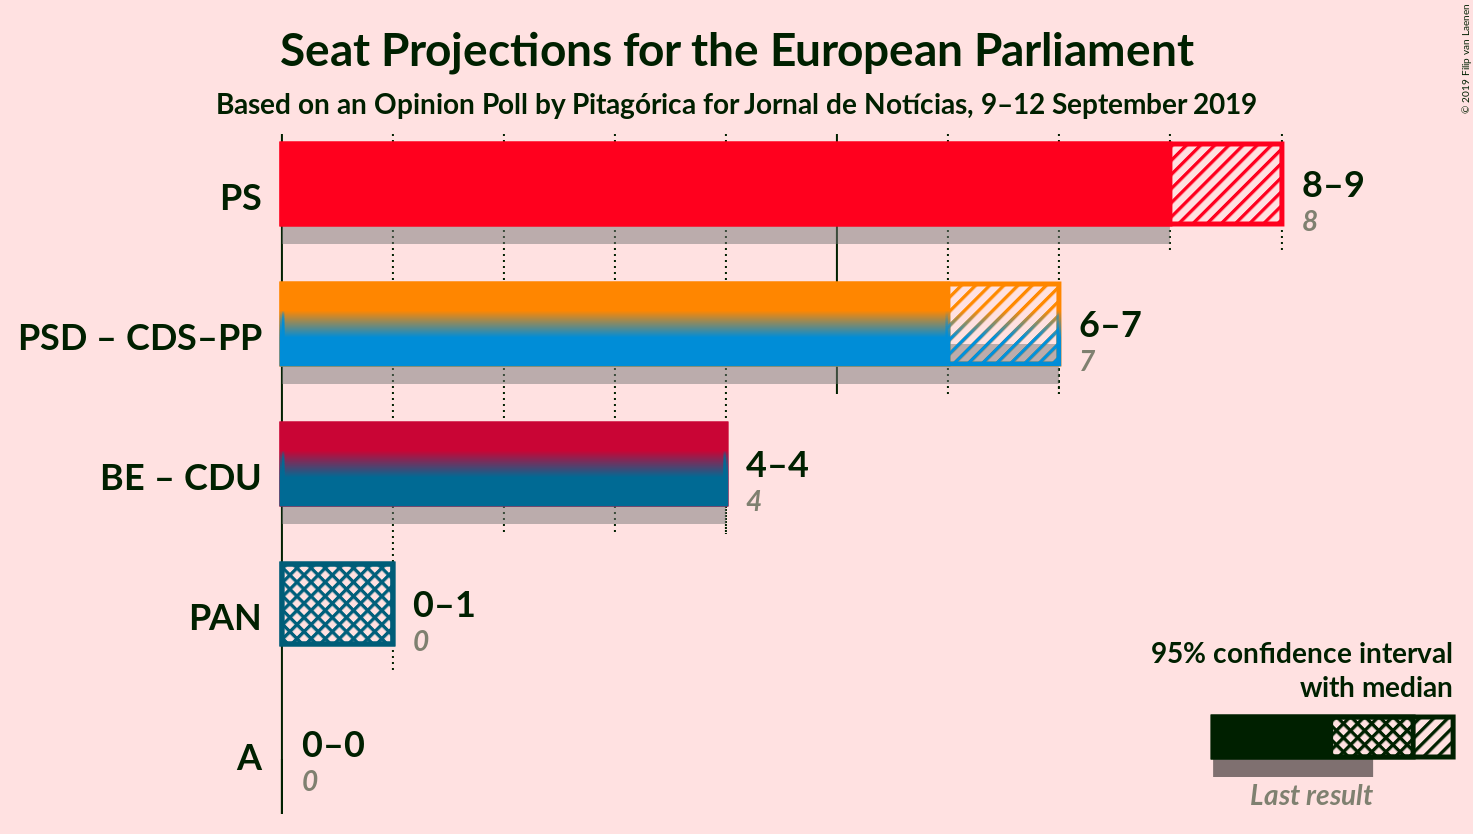 Seat Projections for the European Parliament
Based on an Opinion Poll by Pitagórica for Jornal de Notícias, 9–12 September 2019
© 2019 Filip van Laenen
PS
8–9
8
PSD – CDS–PP
6–7
7
BE – CDU
4–4
4
PAN
0–1
0
A
0–0
0
95% confidence interval
with median
Last result